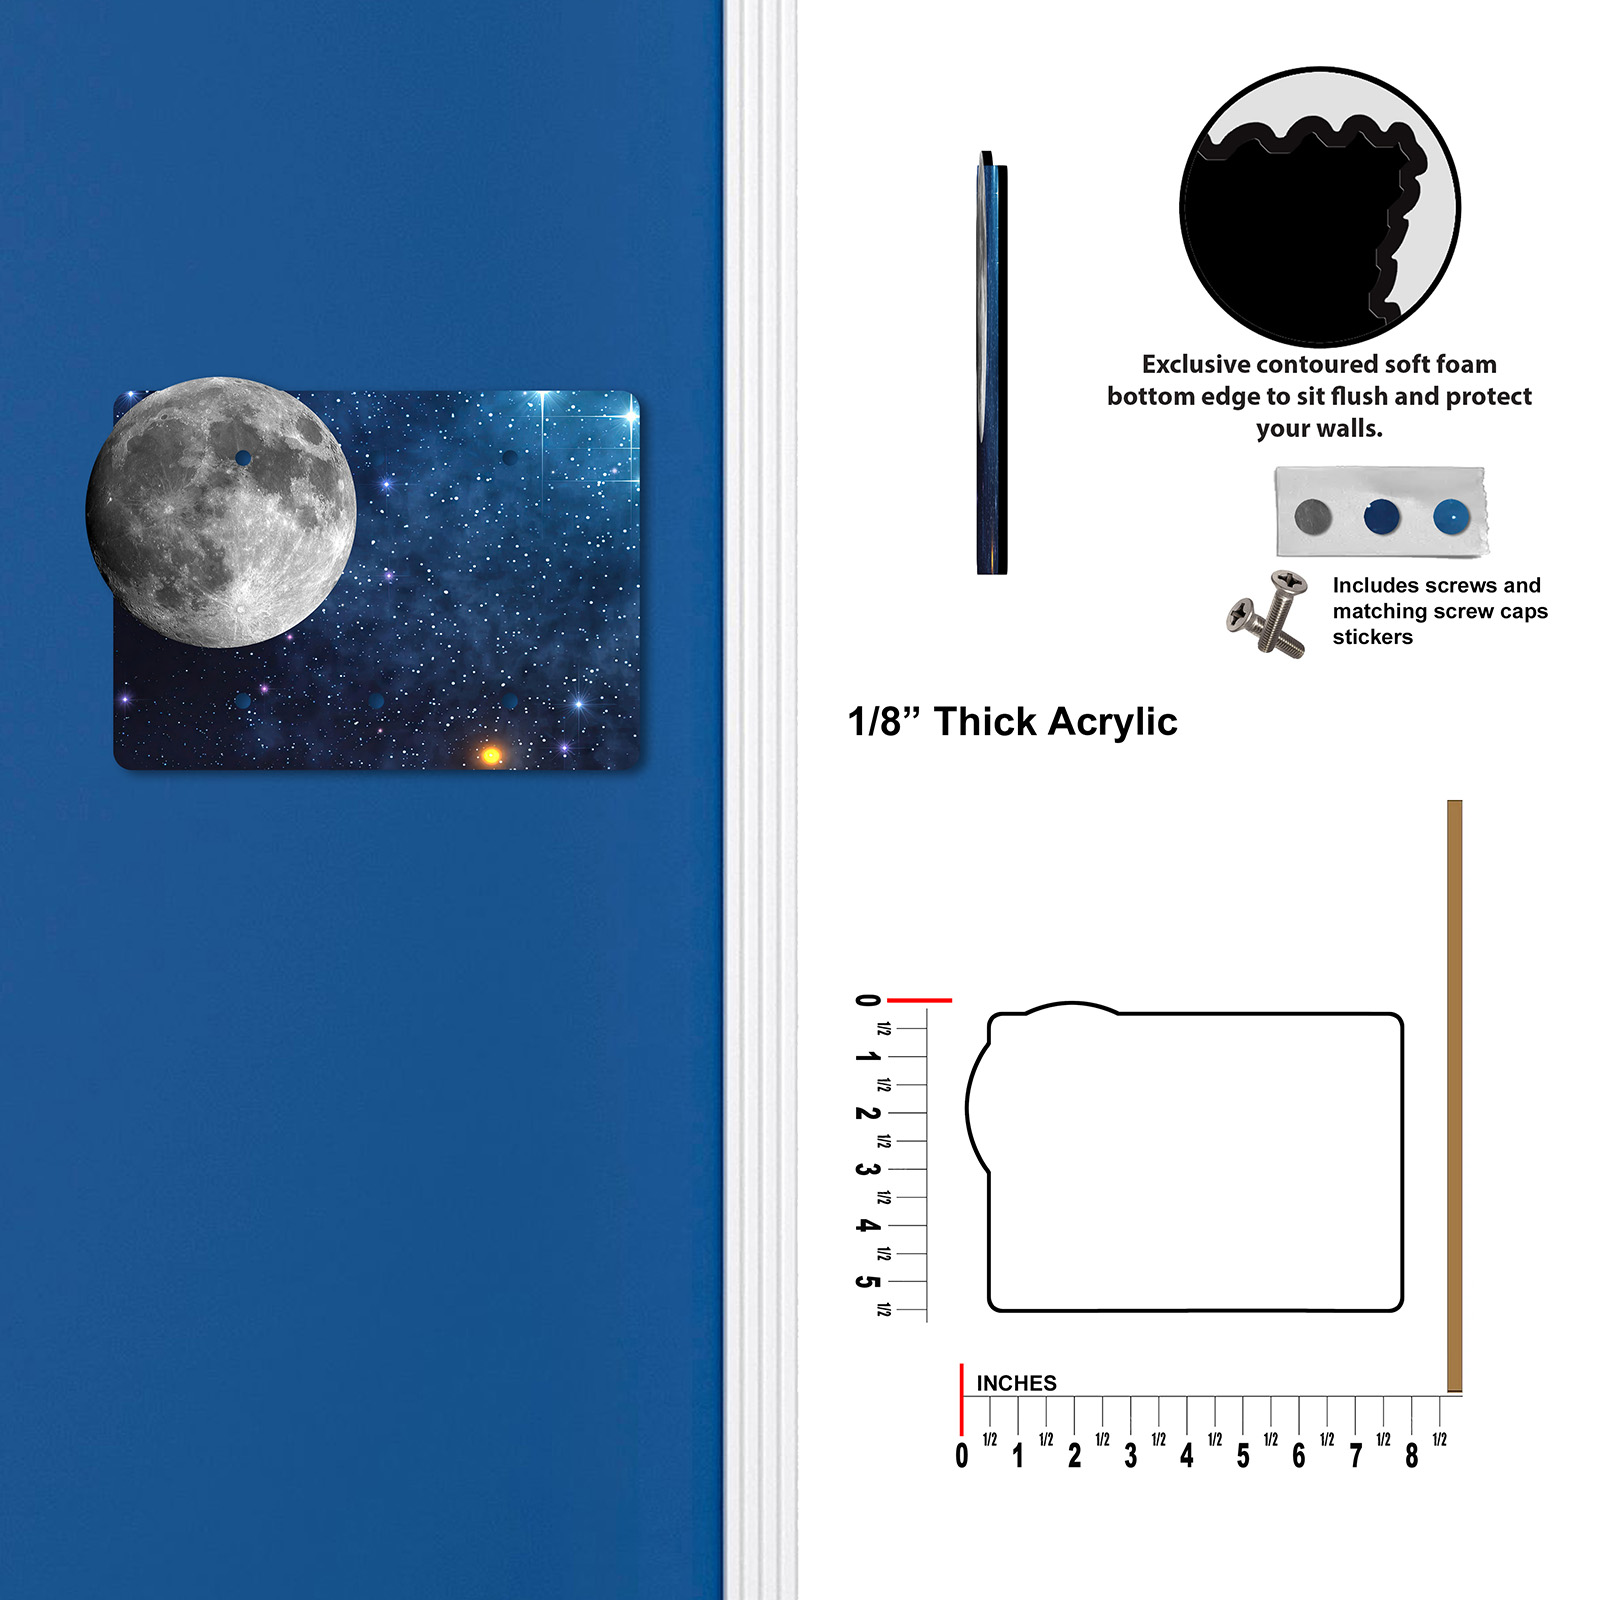 Exclusive contoured soft foam
bottom edge to sit flush and protect
your walls.
Includes screws and
matching screw caps
stickers
1/8” Thick Acrylic
0
1/2
1
1/2
2
1/2
3
1/2
4
1/2
5
1/2
INCHES
0 1/2 1 1/2 2 1/2 3 1/2 4 1/2 5 1/2 6 1/2 7 1/2 8 1/2